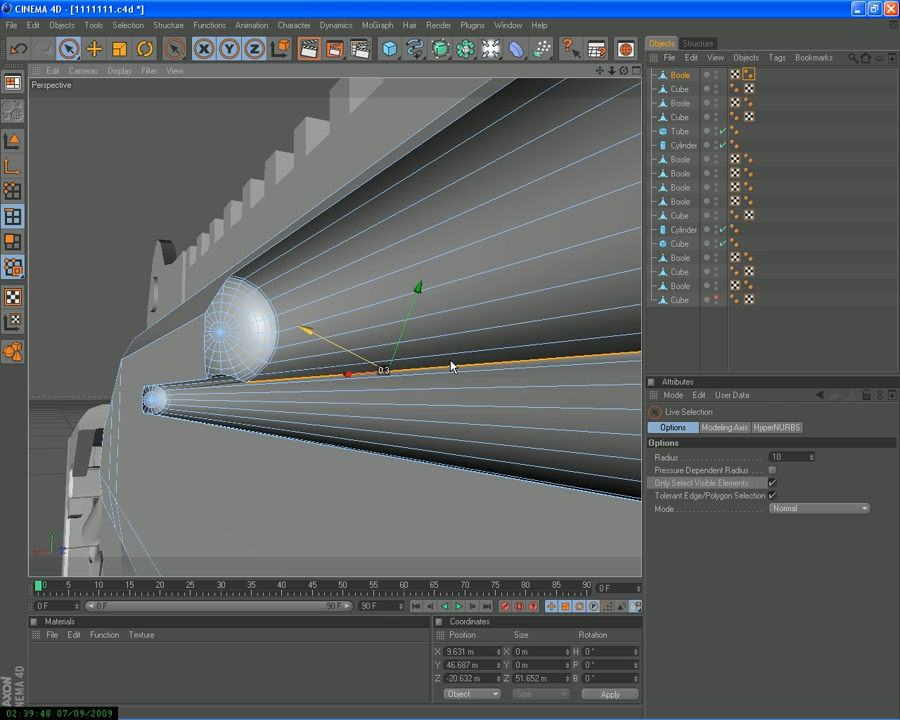 CINEMA 4D - [1111111.c4d *]
File Edit Objects Tools Selection Structure Functions Animation Character Dynamics MoGraph Hair Render Plugins Window Help
Edit Cameras Display Filter View
Perspective
0.3
Y
X Z
0 5 10 15 20 25 30 35 40 45 50 55 60 65 70 75 80 85 90 0 F
0 F 0 F 90 F 90 F
Materials
File Edit Function Texture
Coordinates
Position Size Rotation
X 9.631 m X 0 m H 0 °
Y 46.687 m Y 0 m P 0 °
Z -20.632 m Z 51.652 m B 0 °
Object Size Apply
Objects Structure
File Edit View Objects Tags Bookmarks
Boole
Cube
Boole
Cube
Tube
Cylinder
Boole
Boole
Boole
Boole
Cube
Cylinder
Cube
Boole
Cube
Boole
Cube
Attributes
Mode Edit User Data
Live Selection
Options Modeling Axis HyperNURBS
Options
Radius 10
Pressure Dependent Radius
Only Select Visible Elements
Tolerant Edge/Polygon Selection
Mode Normal
AXON
NEMA 4D
02:39:48 07/09/2009